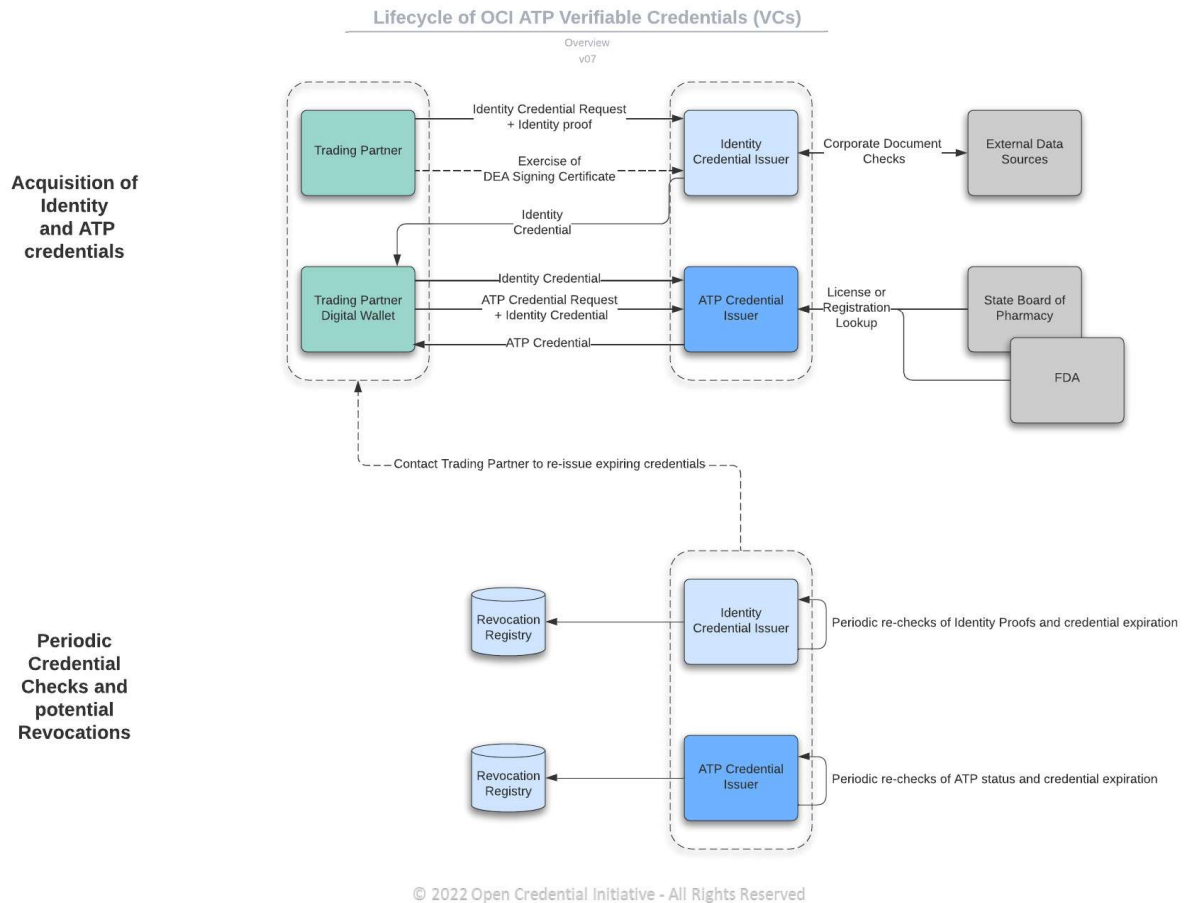 Lifecycle of OCI ATP Verifiable Credentials (VCs)
Overview
v07
Acquisition of
Identity
and ATP
credentials
Trading Partner
Identity Credential Request
+ Identity proof
Exercise of
DEA Signing Certificate
Identity
Credential Issuer
Corporate Document
Checks
External Data
Sources
Identity
Credential
Trading Partner
Digital Wallet
Identity Credential
ATP Credential Request
+ Identity Credential
ATP Credential
ATP Credential
Issuer
License or
Registration
Lookup
State Board of
Pharmacy
FDA
Contact Trading Partner to re-issue expiring credentials
Periodic
Credential
Checks and
potential
Revocations
Revocation
Registry
Identity
Credential Issuer
Periodic re-checks of Identity Proofs and credential expiration
Revocation
Registry
ATP Credential
Issuer
Periodic re-checks of ATP status and credential expiration
© 2022 Open Credential Initiative - All Rights Reserved